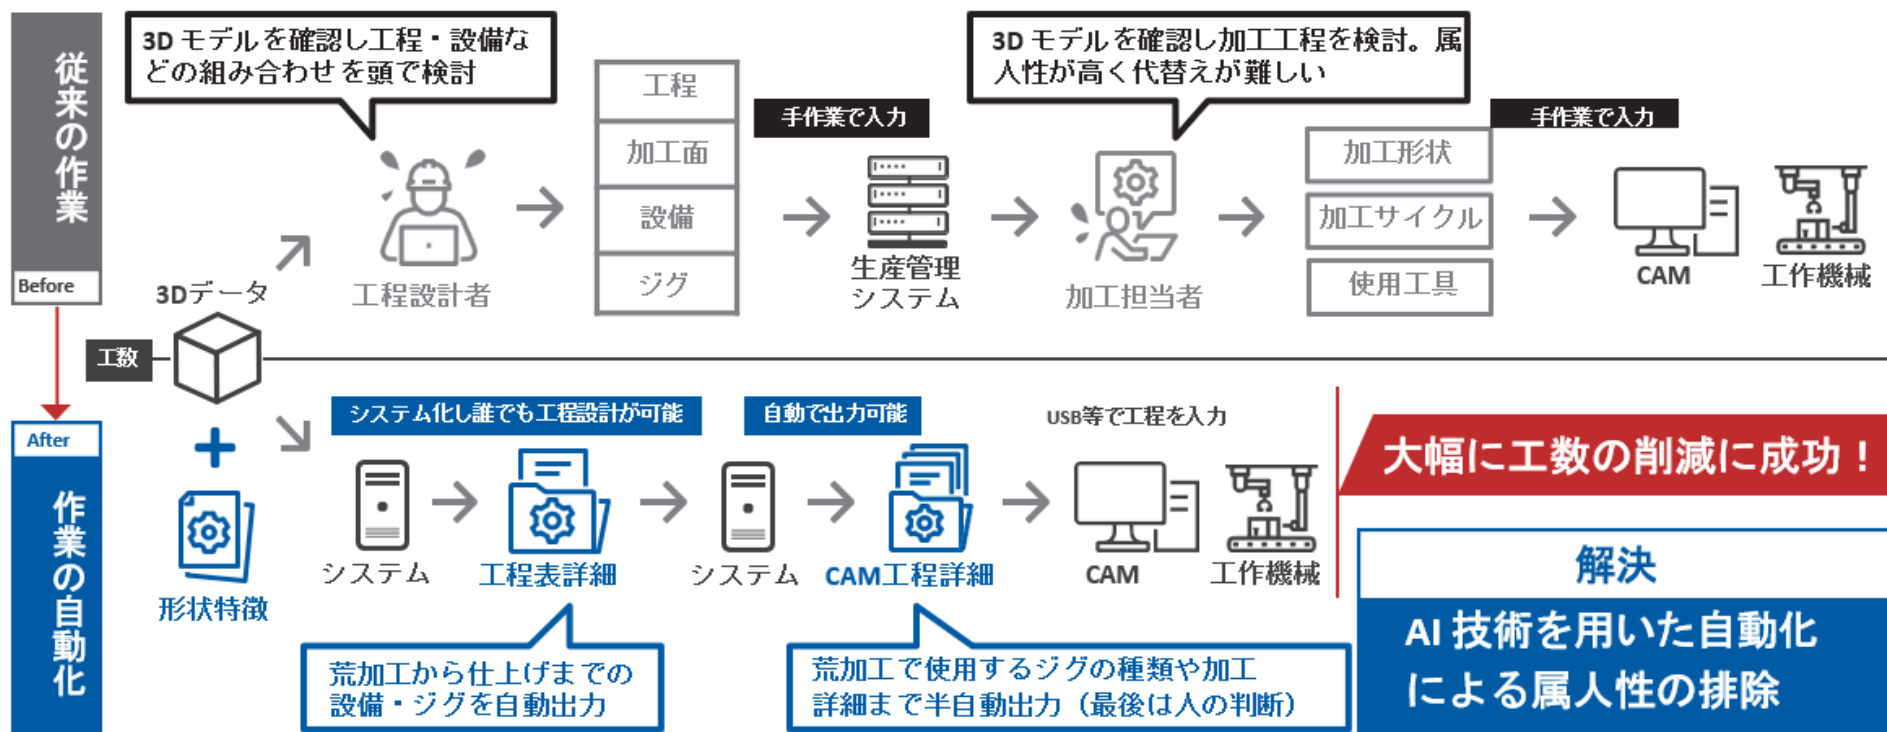 従来の作業
Before
3D モデルを確認し工程・設備な
どの組み合わせを頭で検討
工程設計者
工程
加工面
設備
ジグ
手作業で入力
生産管理
システム
3D モデルを確認し加工工程を検討。属
人性が高く代替えが難しい
加工担当者
加工形状
加工サイクル
使用工具
手作業で入力
CAM
工作機械
3Dデータ
工数
After
作業の自動化
形状特徴
システム化し誰でも工程設計が可能
システム
工程表詳細
荒加工から仕上げまでの
設備・ジグを自動出力
自動で出力可能
システム
CAM工程詳細
荒加工で使用するジグの種類や加工
詳細まで半自動出力（最後は人の判断）
USB等で工程を入力
CAM
工作機械
大幅に工数の削減に成功！
解決
AI 技術を用いた自動化
による属人性の排除